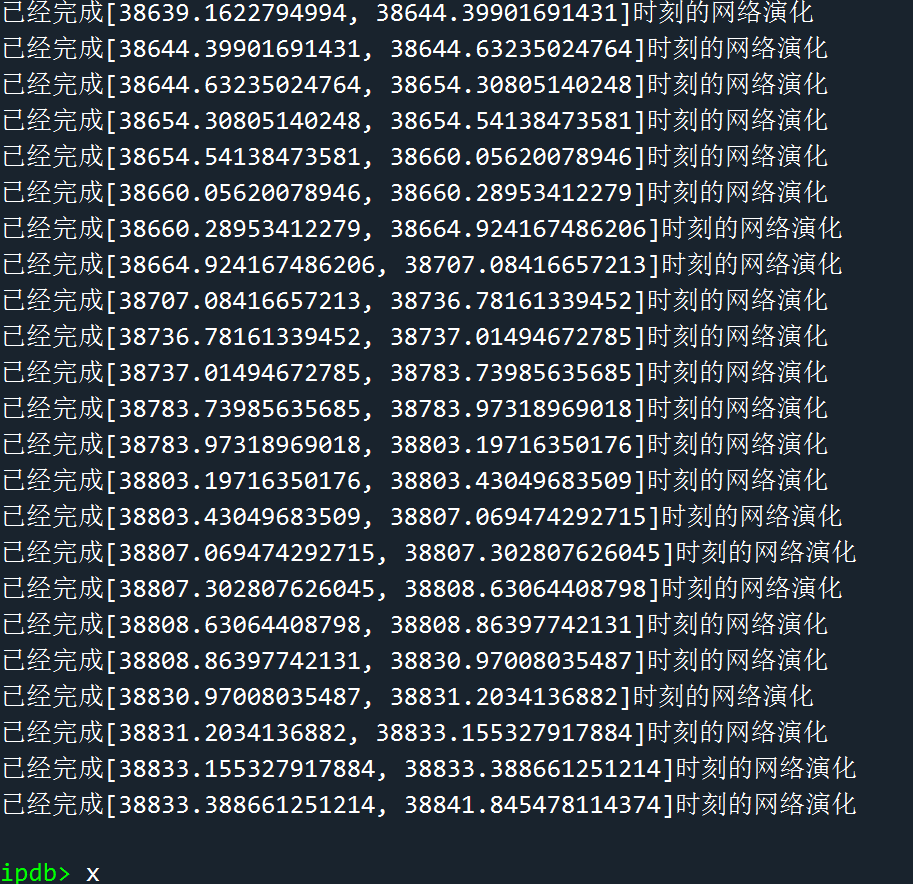 已经完成[38639.1622794994, 38644.39901691431]时刻的网络演化
已经完成[38644.39901691431, 38644.63235024764]时刻的网络演化
已经完成[38644.63235024764, 38654.30805140248]时刻的网络演化
已经完成[38654.30805140248, 38654.54138473581]时刻的网络演化
已经完成[38654.54138473581, 38660.05620078946]时刻的网络演化
已经完成[38660.05620078946, 38660.28953412279]时刻的网络演化
已经完成[38660.28953412279, 38664.924167486206]时刻的网络演化
已经完成[38664.924167486206, 38707.08416657213]时刻的网络演化
已经完成[38707.08416657213, 38736.78161339452]时刻的网络演化
已经完成[38736.78161339452, 38737.01494672785]时刻的网络演化
已经完成[38737.01494672785, 38783.73985635685]时刻的网络演化
已经完成[38783.73985635685, 38783.97318969018]时刻的网络演化
已经完成[38783.97318969018, 38803.19716350176]时刻的网络演化
已经完成[38803.19716350176, 38803.43049683509]时刻的网络演化
已经完成[38803.43049683509, 38807.069474292715]时刻的网络演化
已经完成[38807.069474292715, 38807.302807626045]时刻的网络演化
已经完成[38807.302807626045, 38808.63064408798]时刻的网络演化
已经完成[38808.63064408798, 38808.86397742131]时刻的网络演化
已经完成[38808.86397742131, 38830.97008035487]时刻的网络演化
已经完成[38830.97008035487, 38831.2034136882]时刻的网络演化
已经完成[38831.2034136882, 38833.155327917884]时刻的网络演化
已经完成[38833.155327917884, 38833.388661251214]时刻的网络演化
已经完成[38833.388661251214, 38841.845478114374]时刻的网络演化
ipdb> x